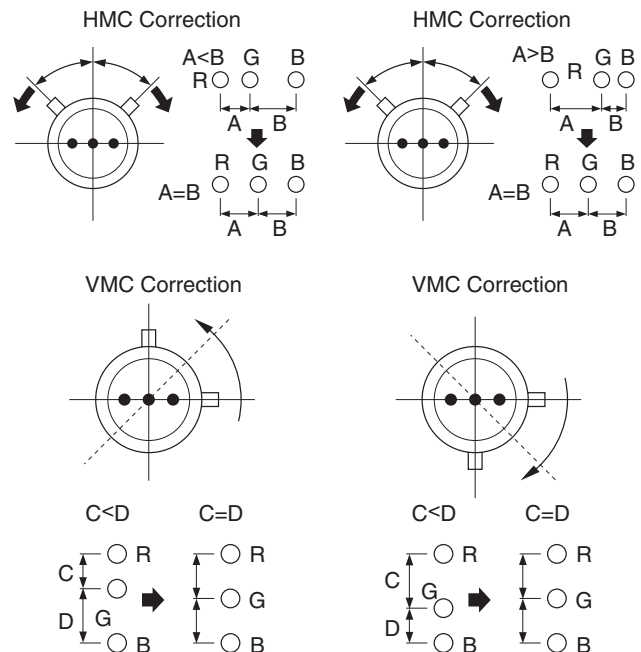 HMC Correction
A<B G B
R
A B
R G B
A=B
A B
HMC Correction
A>B R G B
A B
R G B
A=B
A B
VMC Correction
C<D C=D
R R
C
G
D G
B B
VMC Correction
C<D C=D
R R
C
G G
D
B B